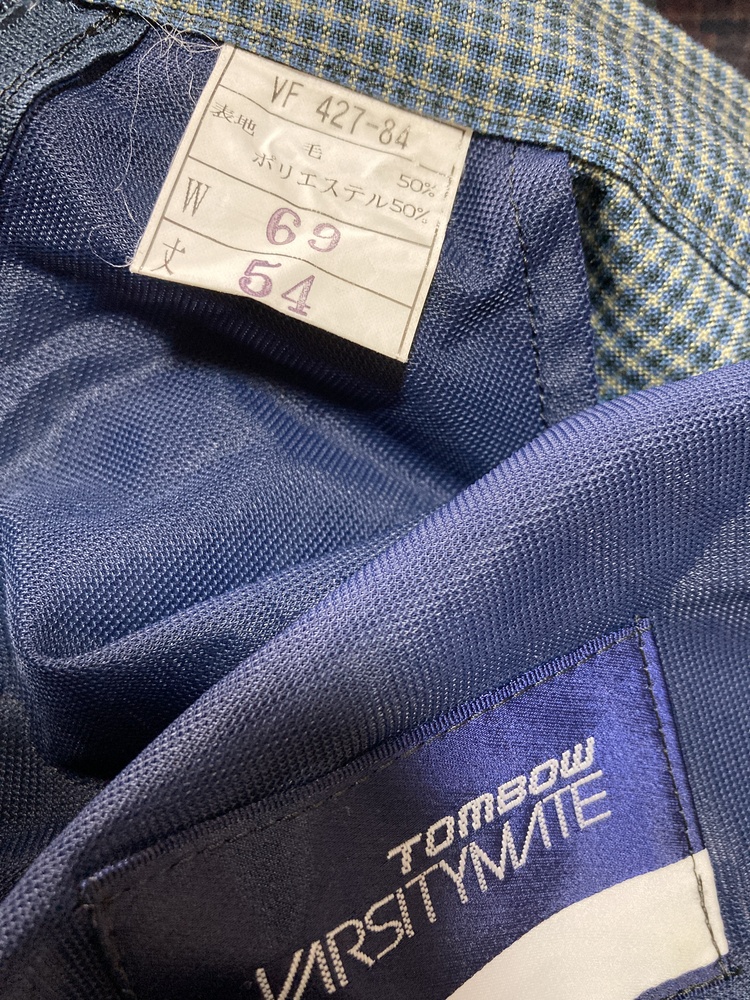 VF 427-84
表地 毛 50%
ポリエステル50%
W 69
丈 54
TOMBOW
VARSITYMATE